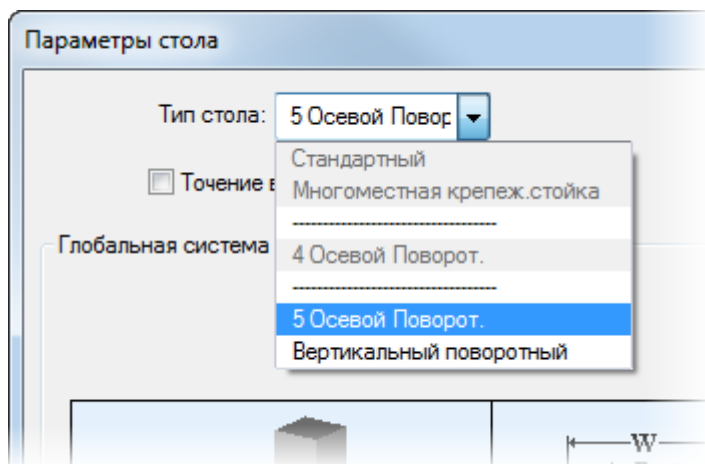 Параметры стола
Тип стола: 5 Осевой Повор
Стандартный
Точение
Многоместная крепеж.стойка
---------------------------------
Глобальная система
4 Осевой Поворот.
---------------------------------
5 Осевой Поворот.
Вертикальный поворотный
W